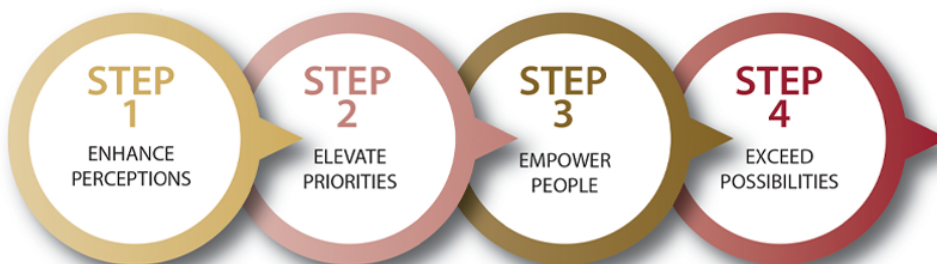 STEP
1
ENHANCE
PERCEPTIONS
STEP
2
ELEVATE
PRIORITIES
STEP
3
EMPOWER
PEOPLE
STEP
4
EXCEED
POSSIBILITIES